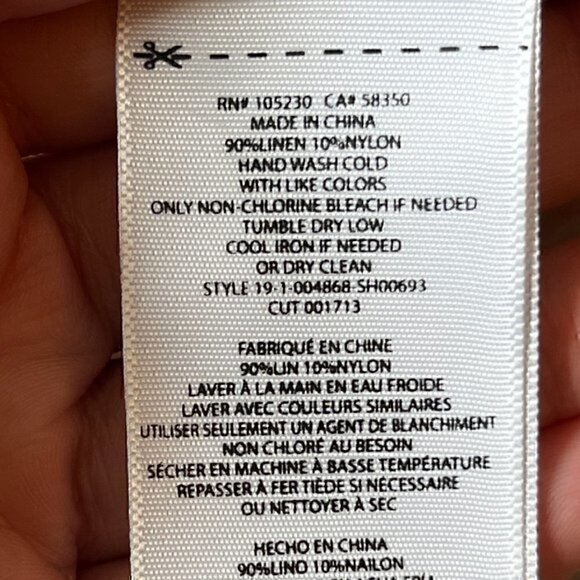 RN# 105230 CA# 58350
MADE IN CHINA
90%LINEN 10%NYLON
HAND WASH COLD
WITH LIKE COLORS
ONLY NON-CHLORINE BLEACH IF NEEDED
TUMBLE DRY LOW
COOL IRON IF NEEDED
OR DRY CLEAN
STYLE 19-1-004868-SH00693
CUT 001713
FABRIQUÉ EN CHINE
90%LIN 10%NYLON
LAVER À LA MAIN EN EAU FROIDE
LAVER AVEC COULEURS SIMILAIRES
UTILISER SEULEMENT UN AGENT DE BLANCHIMENT
NON CHLORÉ AU BESOIN
SÉCHER EN MACHINE À BASSE TEMPÉRATURE
REPASSER À FER TIÈDE SI NÉCESSAIRE
OU NETTOYER À SEC
HECHO EN CHINA
90%LINO 10%NAILON